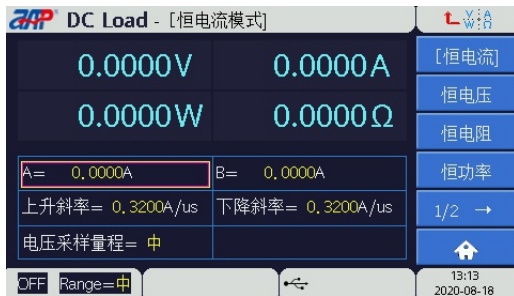 DC Load - [恒电流模式]
0.0000V 0.0000A
0.0000W 0.0000Ω
A= 0.0000A B= 0.0000A
上升斜率= 0.3200A/us 下降斜率= 0.3200A/us
电压采样量程= 中
OFF Range=中
W A
[恒电流]
恒电压
恒电阻
恒功率
1/2 →
13:13
2020-08-18